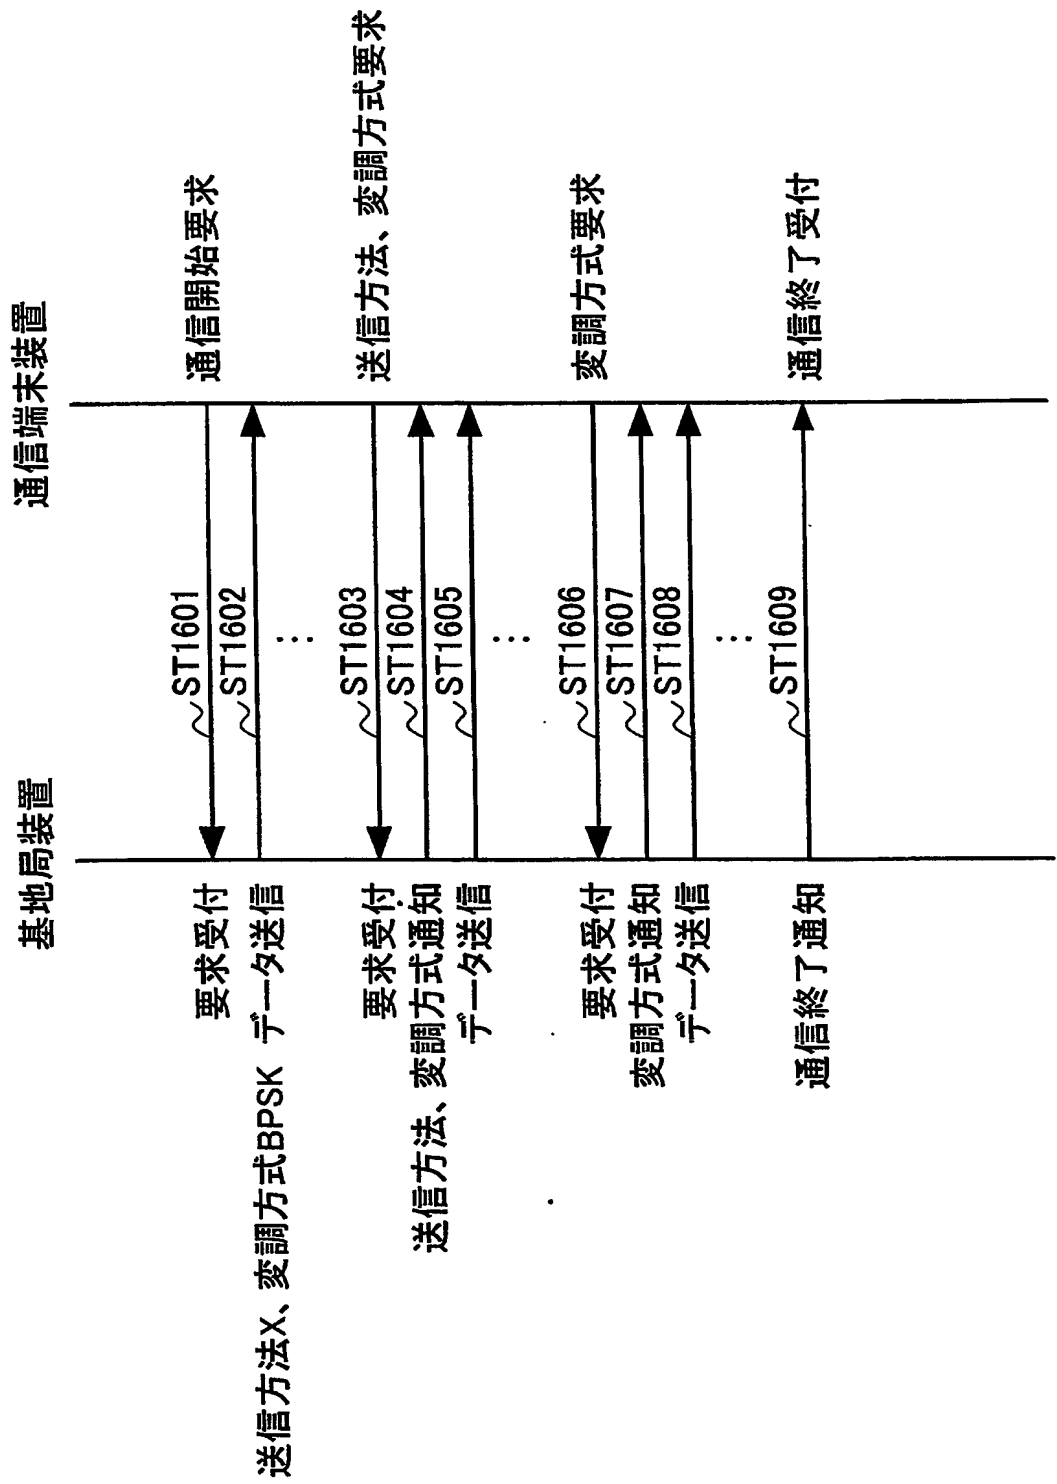 基地局装置
通信端末装置
通信開始要求
ST1601
要求受付
ST1602
送信方法X、変調方式BPSK データ送信
...
送信方法、変調方式要求
ST1603
要求受付
ST1604
送信方法、変調方式通知
ST1605
データ送信
...
変調方式要求
ST1606
要求受付
ST1607
変調方式通知
ST1608
データ送信
...
ST1609
通信終了通知
通信終了受付